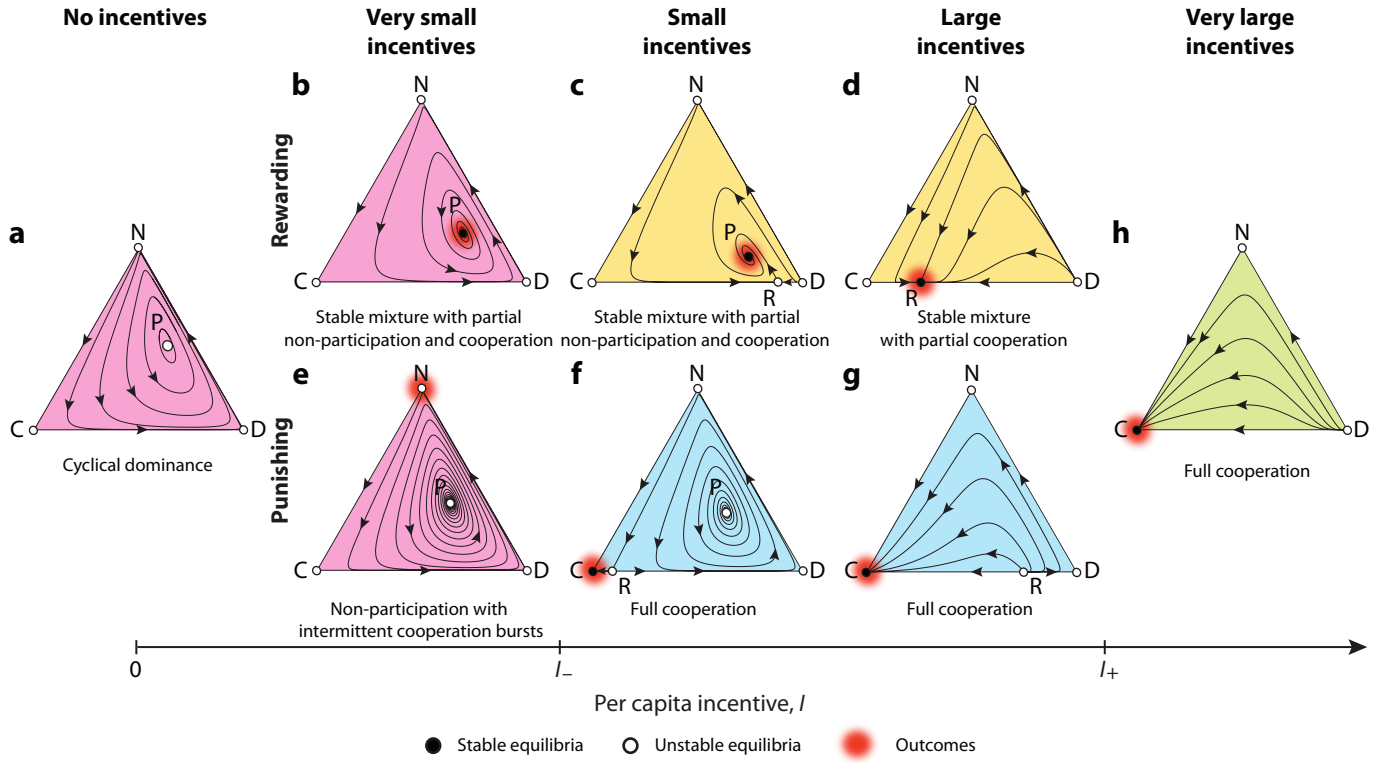 No incentives
Very small
incentives
Small
incentives
Large
incentives
Very large
incentives
Rewarding
b
N
P
C
D
Stable mixture with partial
non-participation and cooperation
c
N
P
C
R
D
Stable mixture with partial
non-participation and cooperation
d
N
C
R
D
Stable mixture
with partial cooperation
a
N
P
C
D
Cyclical dominance
h
N
C
D
Full cooperation
Punishing
e
N
P
C
D
Non-participation with
intermittent cooperation bursts
f
N
P
C
R
D
Full cooperation
g
N
C
R
D
Full cooperation
0
I−
I+
Per capita incentive, I
Stable equilibria
Unstable equilibria
Outcomes